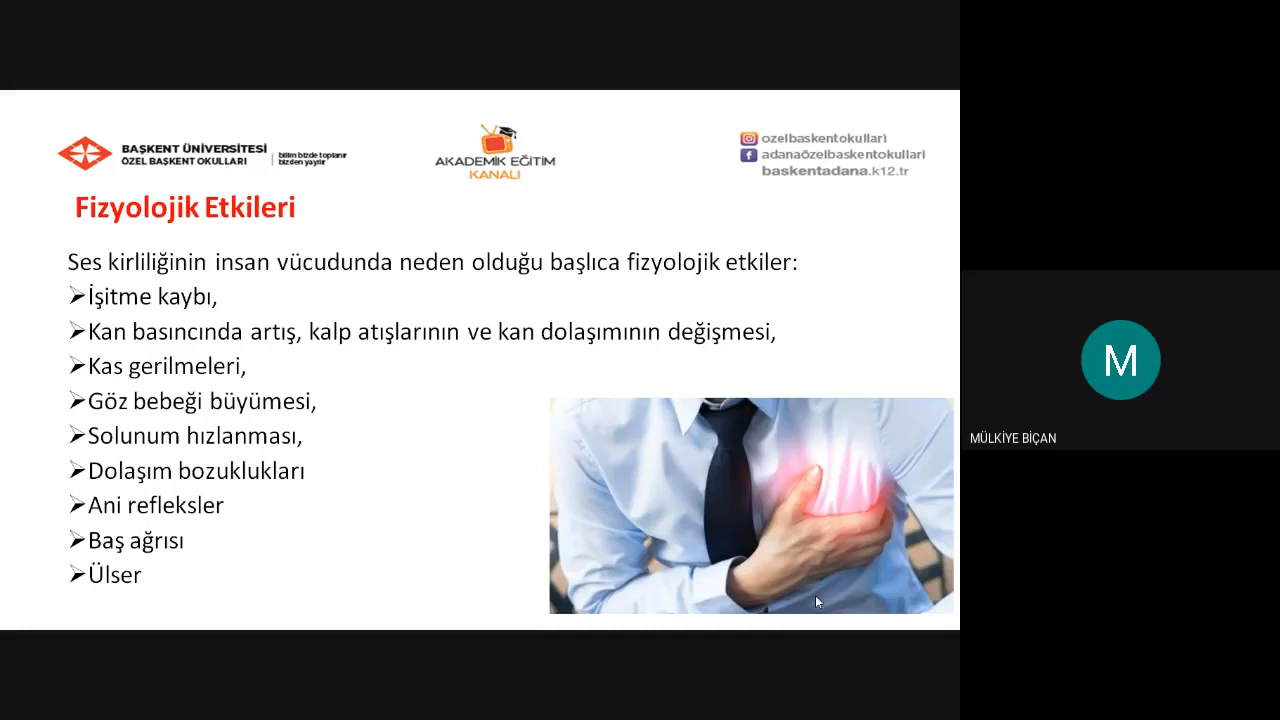 BAŞKENT ÜNİVERSİTESİ
ÖZEL BAŞKENT OKULLARI
bilim bizde toplanır
bizden yayılır
AKADEMİK EĞİTİM
KANALI
ozelbaskentokullari
adanaözelbaskentokullari
baskentadana.k12.tr
Fizyolojik Etkileri
Ses kirliliğinin insan vücudunda neden olduğu başlıca fizyolojik etkiler:
➢İşitme kaybı,
➢Kan basıncında artış, kalp atışlarının ve kan dolaşımının değişmesi,
➢Kas gerilmeleri,
➢Göz bebeği büyümesi,
➢Solunum hızlanması,
➢Dolaşım bozuklukları
➢Ani refleksler
➢Baş ağrısı
➢Ülser
M
MÜLKİYE BİÇAN